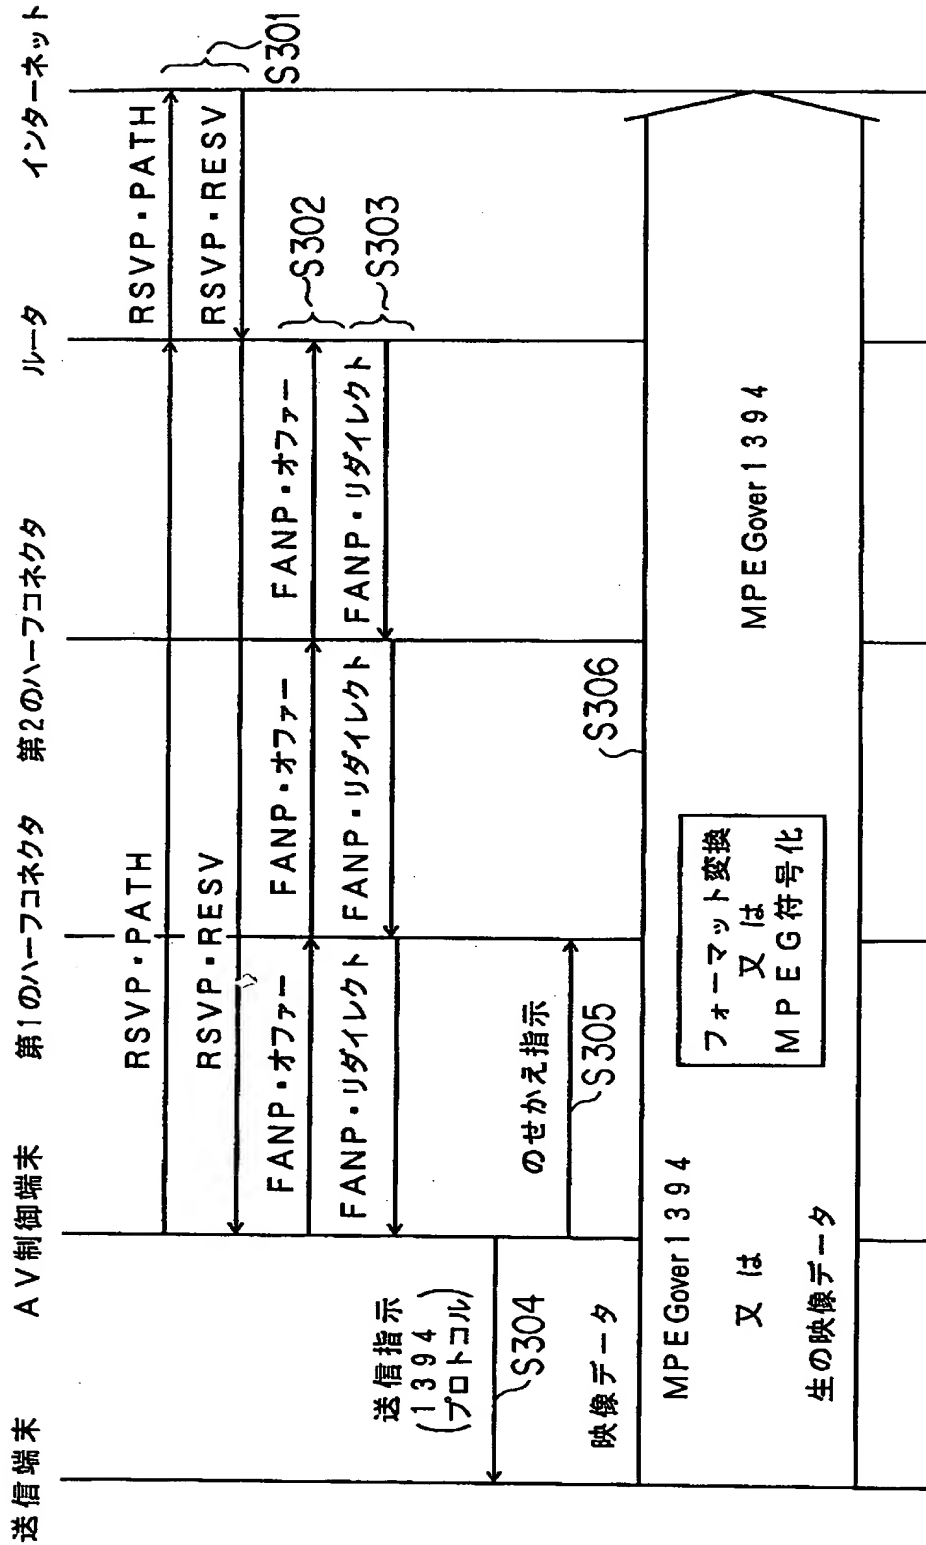 送信端末
AV制御端末
第1のハーフコネクタ
第2のハーフコネクタ
ルータ
インターネット
RSVP・PATH
RSVP・PATH
RSVP・RESV
RSVP・RESV
S301
FANP・オファー
FANP・オファー
FANP・オファー
S302
FANP・リダイレクト
FANP・リダイレクト
FANP・リダイレクト
S303
送信指示
(1394
プロトコル)
S304
のせかえ指示
S305
映像データ
S306
MPEGover1394
又は
生の映像データ
フォーマット変換
又は
MPEG符号化
MPEGover1394